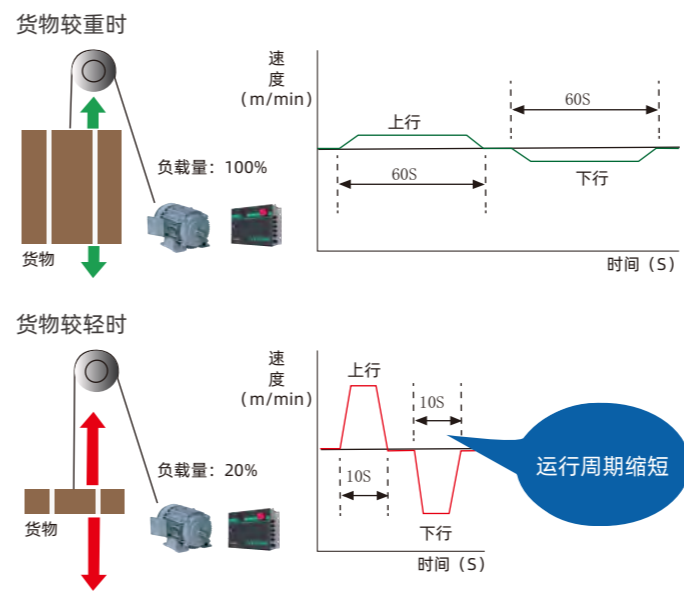 货物较重时
速
度
(m/min)
上行
60S
60S
下行
负载量：100%
货物
时间（S）
货物较轻时
速
度
(m/min)
上行
10S
10S
运行周期缩短
负载量：20%
货物
下行
时间（S）